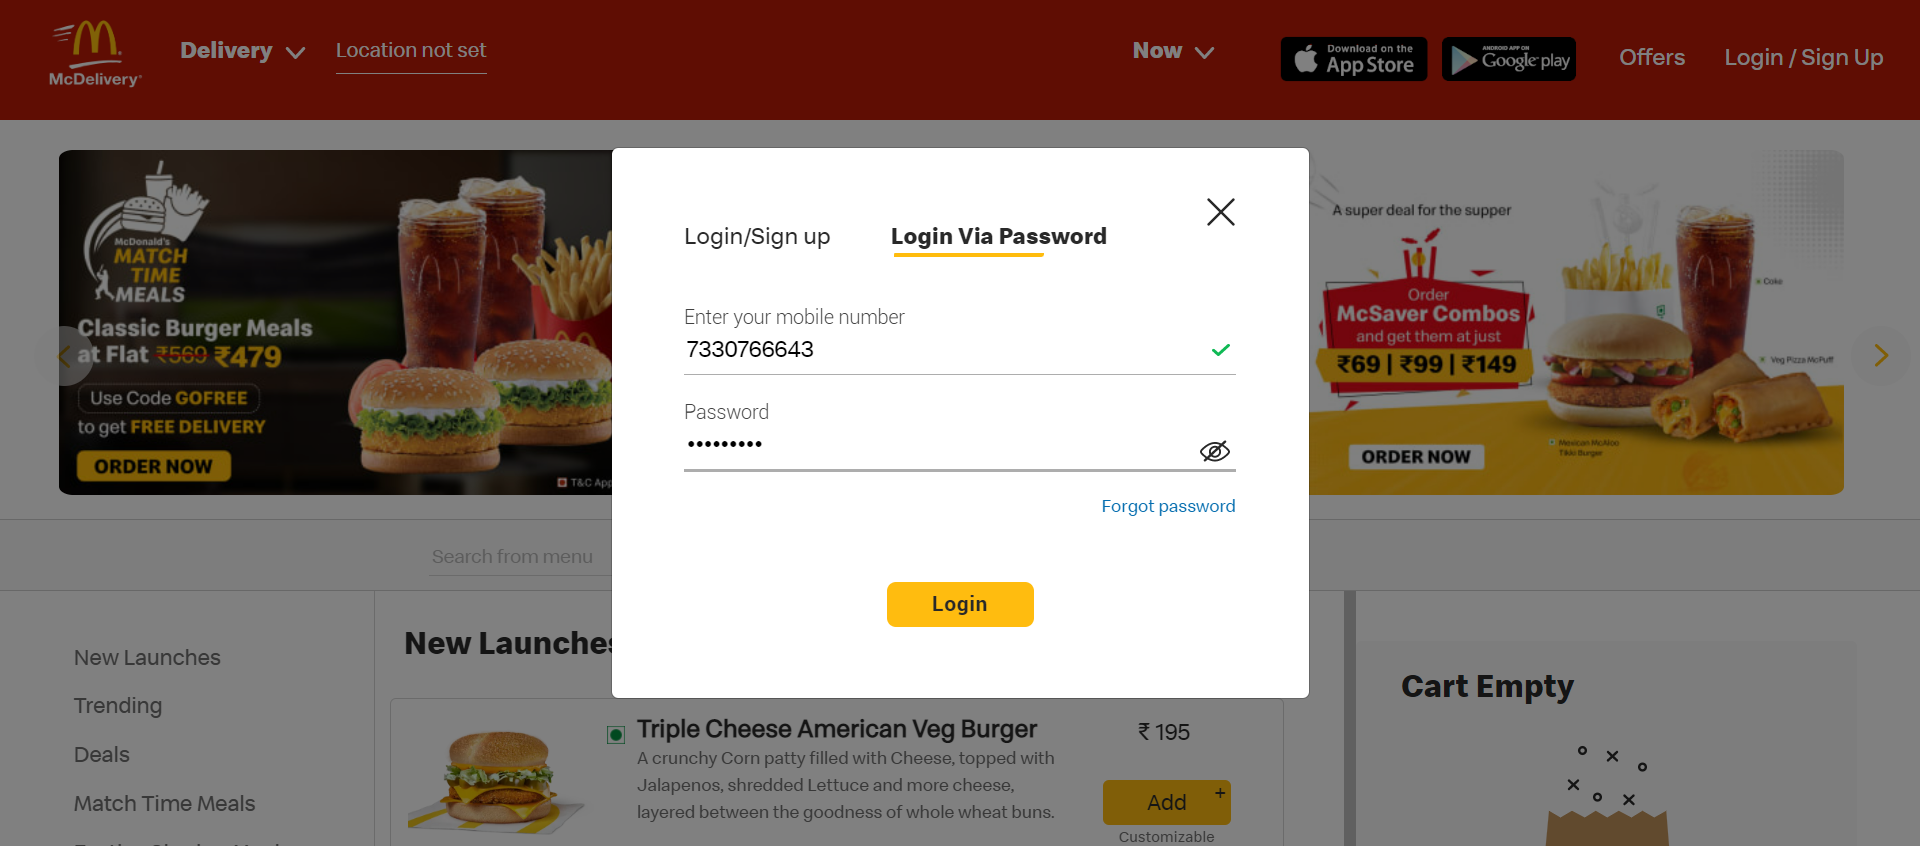 McDelivery
Delivery
Location not set
Now
Download on the
App Store
ANDROID APP ON
Google play
Offers
Login / Sign Up
McDonald's
MATCH
TIME
MEALS
Classic Burger Meals
at Flat ₹569 ₹479
Use Code GOFREE
to get FREE DELIVERY
ORDER NOW
T&C App
Login/Sign up
Login Via Password
Enter your mobile number
7330766643
Password
•••••••••
Forgot password
Login
A super deal for the supper
Order
McSaver Combos
and get them at just
₹69 | ₹99 | ₹149
Coke
Veg Pizza McPuff
Mexican McAloo
Tikki Burger
ORDER NOW
Search from menu
New Launches
Trending
Deals
Match Time Meals
New Launches
Triple Cheese American Veg Burger
A crunchy Corn patty filled with Cheese, topped with
Jalapenos, shredded Lettuce and more cheese,
layered between the goodness of whole wheat buns.
₹ 195
Add +
Customizable
Cart Empty